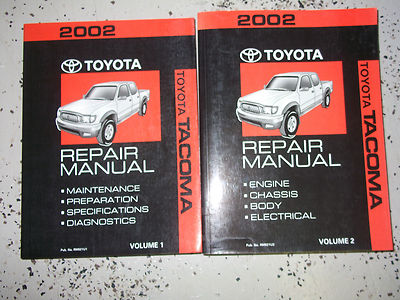 2002
TOYOTA
REPAIR
MANUAL
• MAINTENANCE
• PREPARATION
• SPECIFICATIONS
• DIAGNOSTICS
VOLUME 1
TOYOTA TACOMA
2002
TOYOTA
REPAIR
MANUAL
• ENGINE
• CHASSIS
• BODY
• ELECTRICAL
VOLUME 2
TOYOTA TACOMA